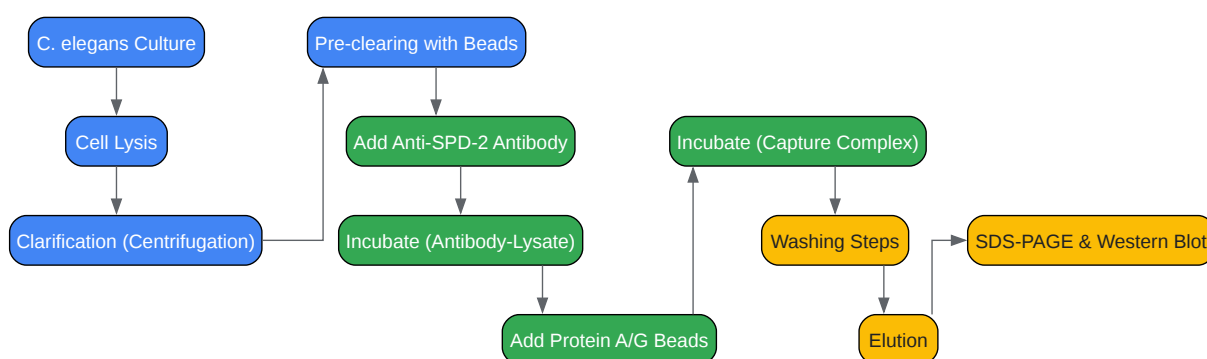 C. elegans Culture
Cell Lysis
Clarification (Centrifugation)
Pre-clearing with Beads
Add Anti-SPD-2 Antibody
Incubate (Antibody-Lysate)
Add Protein A/G Beads
Incubate (Capture Complex)
Washing Steps
Elution
SDS-PAGE & Western Blot